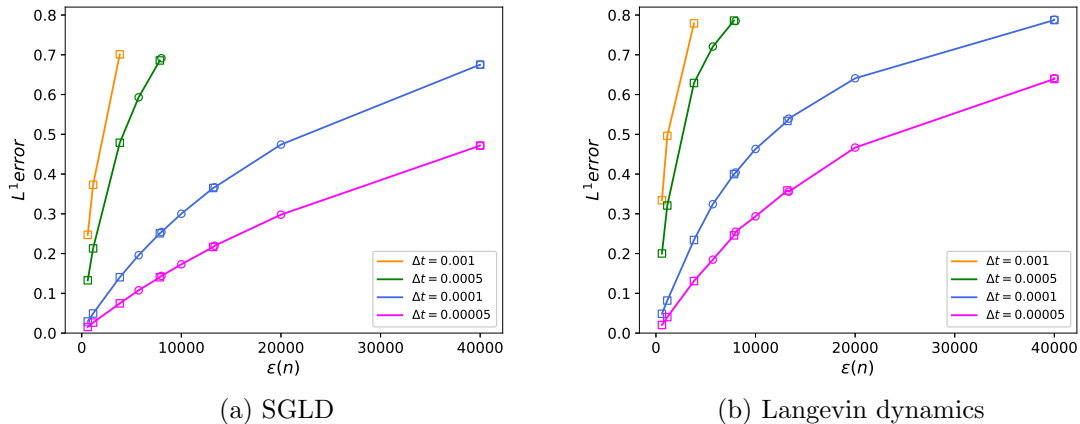 0.8
0.7
0.6
0.5
0.4
0.3
0.2
0.1
0.0
L¹error
0
10000
20000
30000
40000
ε(n)
Δt = 0.001
Δt = 0.0005
Δt = 0.0001
Δt = 0.00005
(a) SGLD
0.8
0.7
0.6
0.5
0.4
0.3
0.2
0.1
0.0
L¹error
0
10000
20000
30000
40000
ε(n)
Δt = 0.001
Δt = 0.0005
Δt = 0.0001
Δt = 0.00005
(b) Langevin dynamics